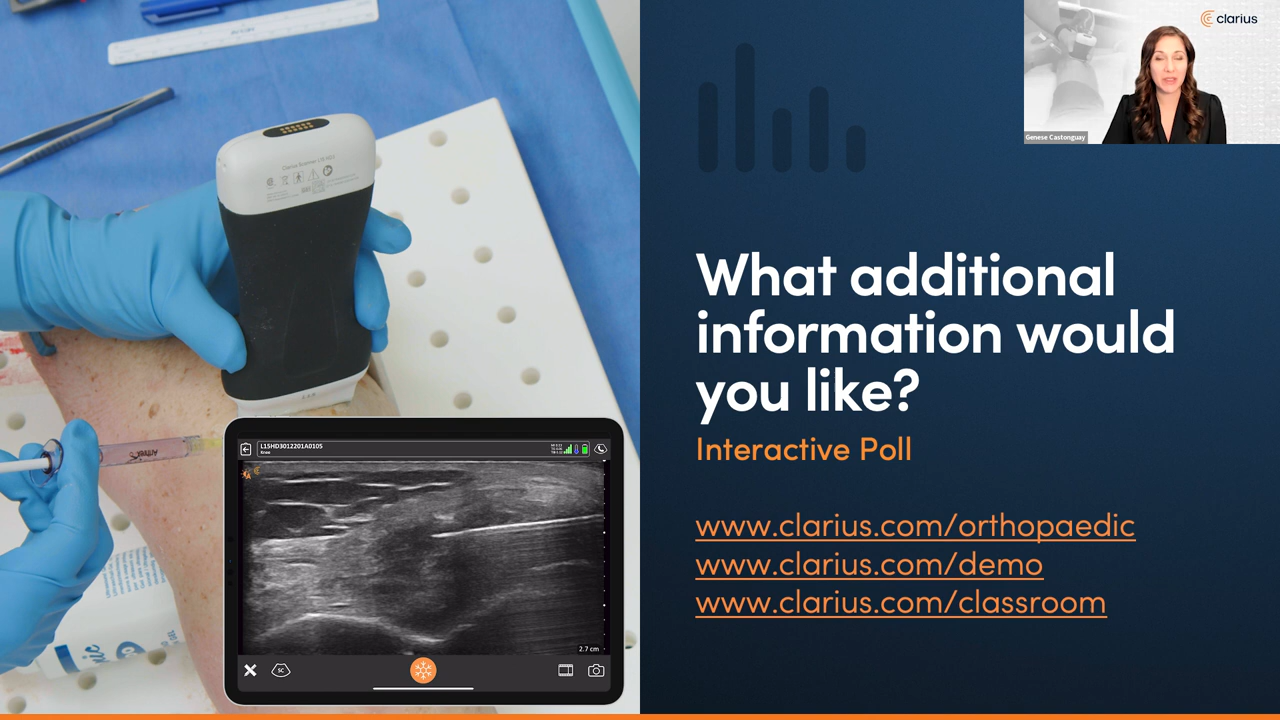 clarius
Genese Castonguay
What additional
information would
you like?
Interactive Poll
www.clarius.com/orthopaedic
www.clarius.com/demo
www.clarius.com/classroom
L15HD3012201A0105
Knee
2.7 cm
SC